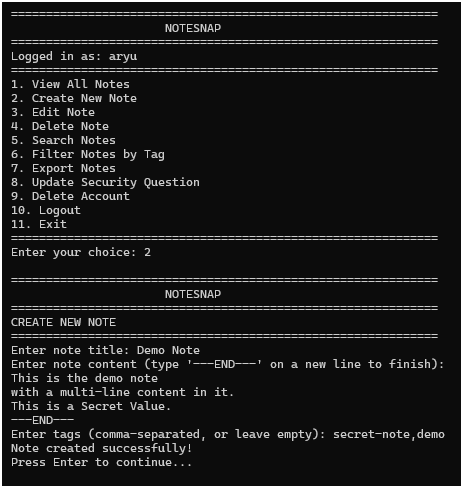 =============================================================
NOTESNAP
=============================================================
Logged in as: aryu
=============================================================
1. View All Notes
2. Create New Note
3. Edit Note
4. Delete Note
5. Search Notes
6. Filter Notes by Tag
7. Export Notes
8. Update Security Question
9. Delete Account
10. Logout
11. Exit
=============================================================
Enter your choice: 2
=============================================================
NOTESNAP
=============================================================
CREATE NEW NOTE
=============================================================
Enter note title: Demo Note
Enter note content (type '---END---' on a new line to finish):
This is the demo note
with a multi-line content in it.
This is a Secret Value.
---END---
Enter tags (comma-separated, or leave empty): secret-note,demo
Note created successfully!
Press Enter to continue...